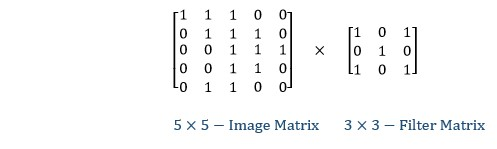 1 1 1 0 0
0 1 1 1 0
0 0 1 1 1
0 0 1 1 0
0 1 1 0 0
×
1 0 1
0 1 0
1 0 1
5 × 5 − Image Matrix
3 × 3 − Filter Matrix